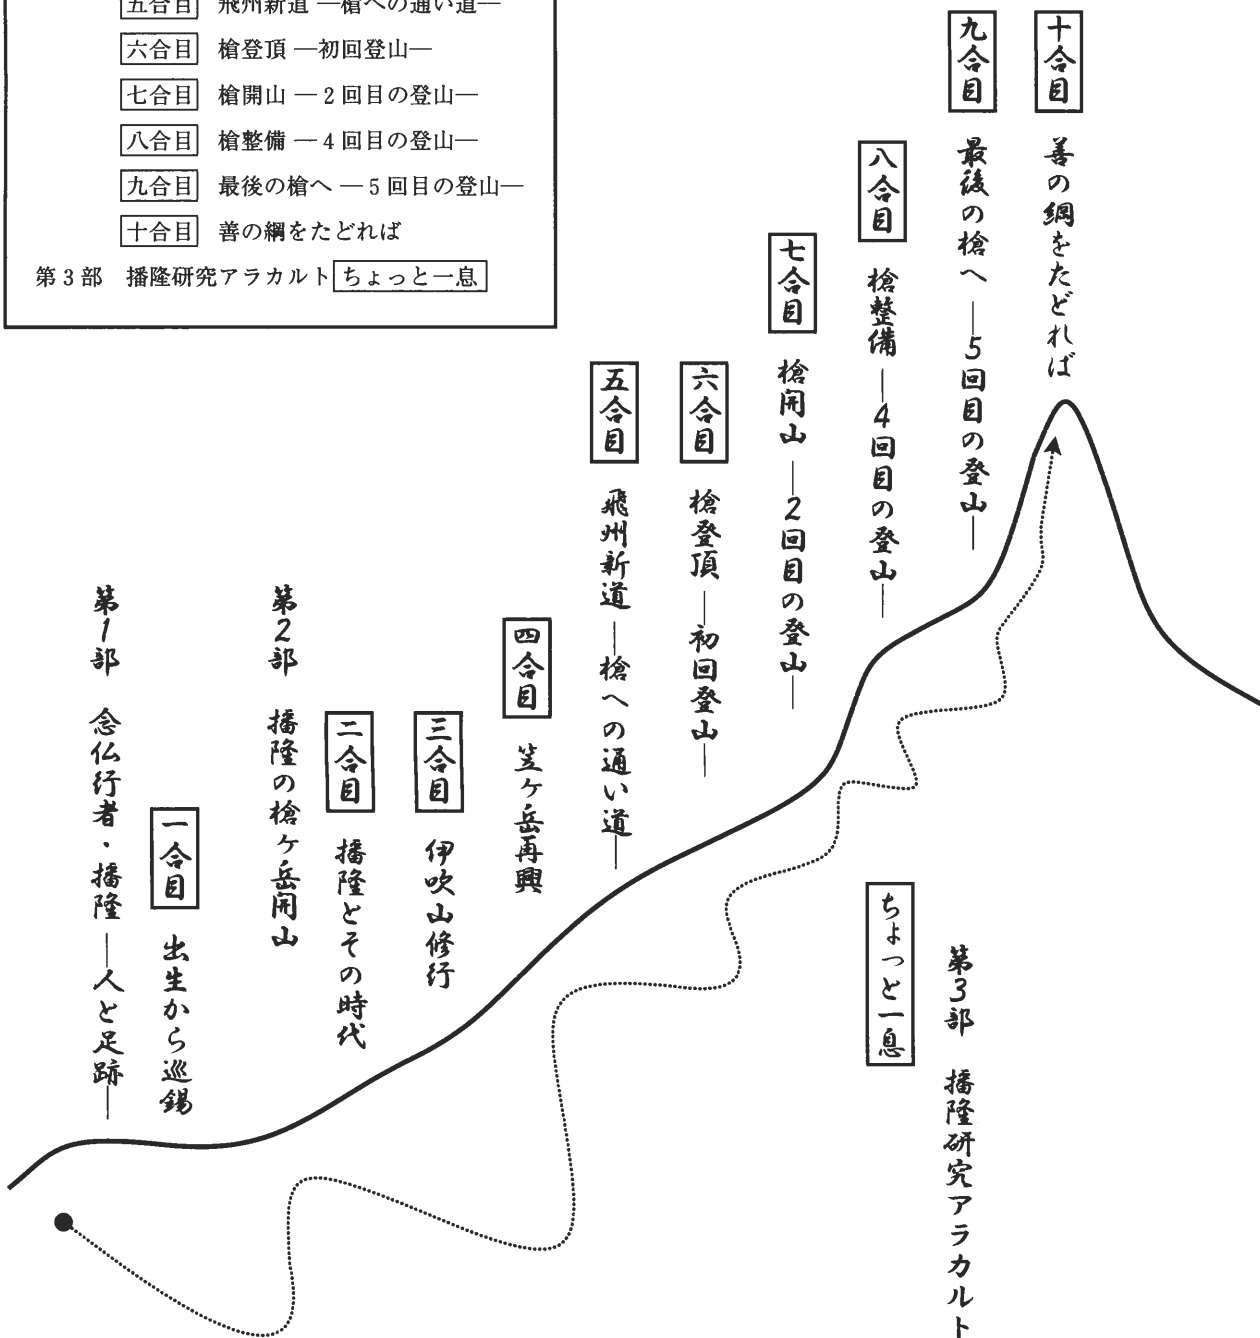 五合目 飛州新道 ―槍への通い道―
六合目 槍登頂 ―初回登山―
七合目 槍開山 ―2回目の登山―
八合目 槍整備 ―4回目の登山―
九合目 最後の槍へ ―5回目の登山―
十合目 善の綱をたどれば
第3部 播隆研究アラカルト ちょっと一息
第1部 念仏行者・播隆 ―人と足跡―
一合目 出生から巡錫
第2部 播隆の槍ヶ岳開山
二合目 播隆とその時代
三合目 伊吹山修行
四合目 笠ヶ岳再興
五合目 飛州新道 ―槍への通い道―
六合目 槍登頂 ―初回登山―
七合目 槍開山 ―2回目の登山―
八合目 槍整備 ―4回目の登山―
九合目 最後の槍へ ―5回目の登山―
十合目 善の綱をたどれば
第3部 播隆研究アラカルト
ちょっと一息